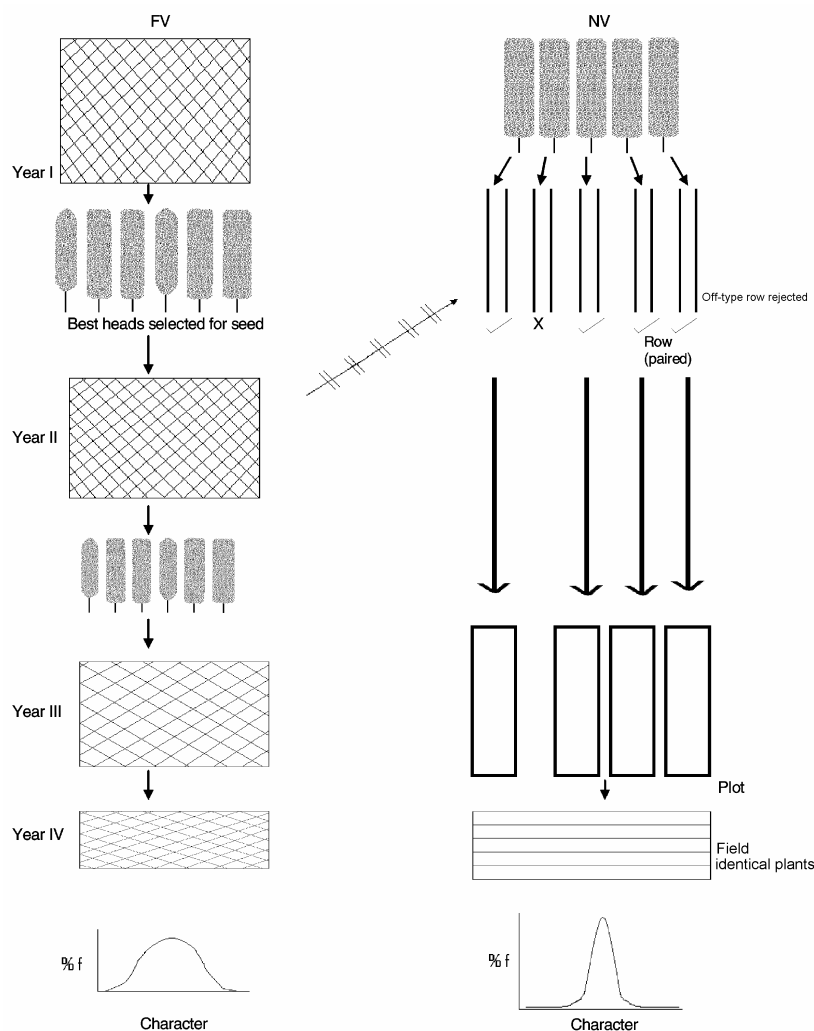 FV
NV
Year I
Best heads selected for seed
Off-type row rejected
X
Row
(paired)
Year II
Year III
Plot
Year IV
Field
identical plants
% f
% f
Character
Character